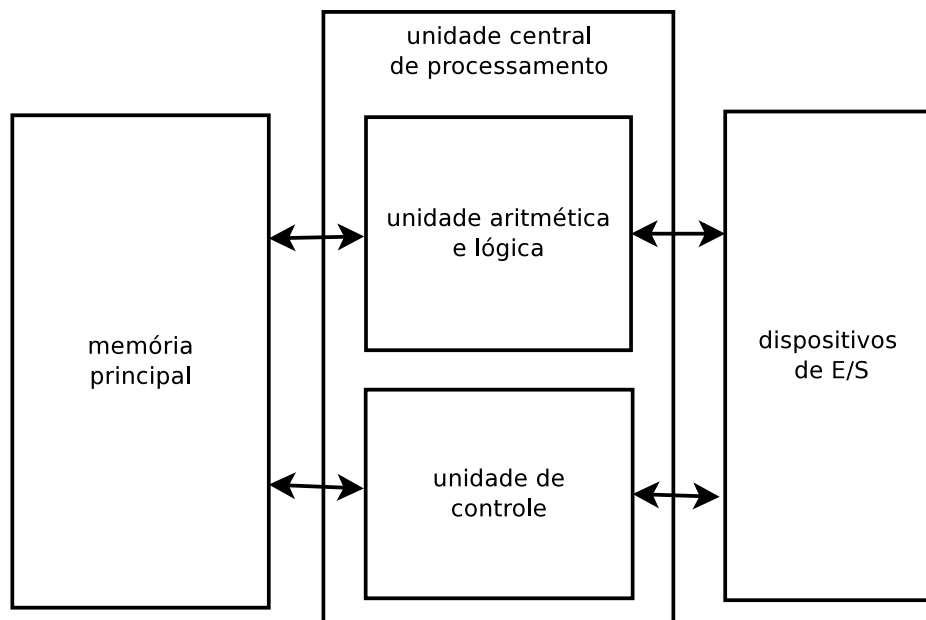 unidade central
de processamento
unidade aritmética
e lógica
memória
principal
dispositivos
de E/S
unidade de
controle